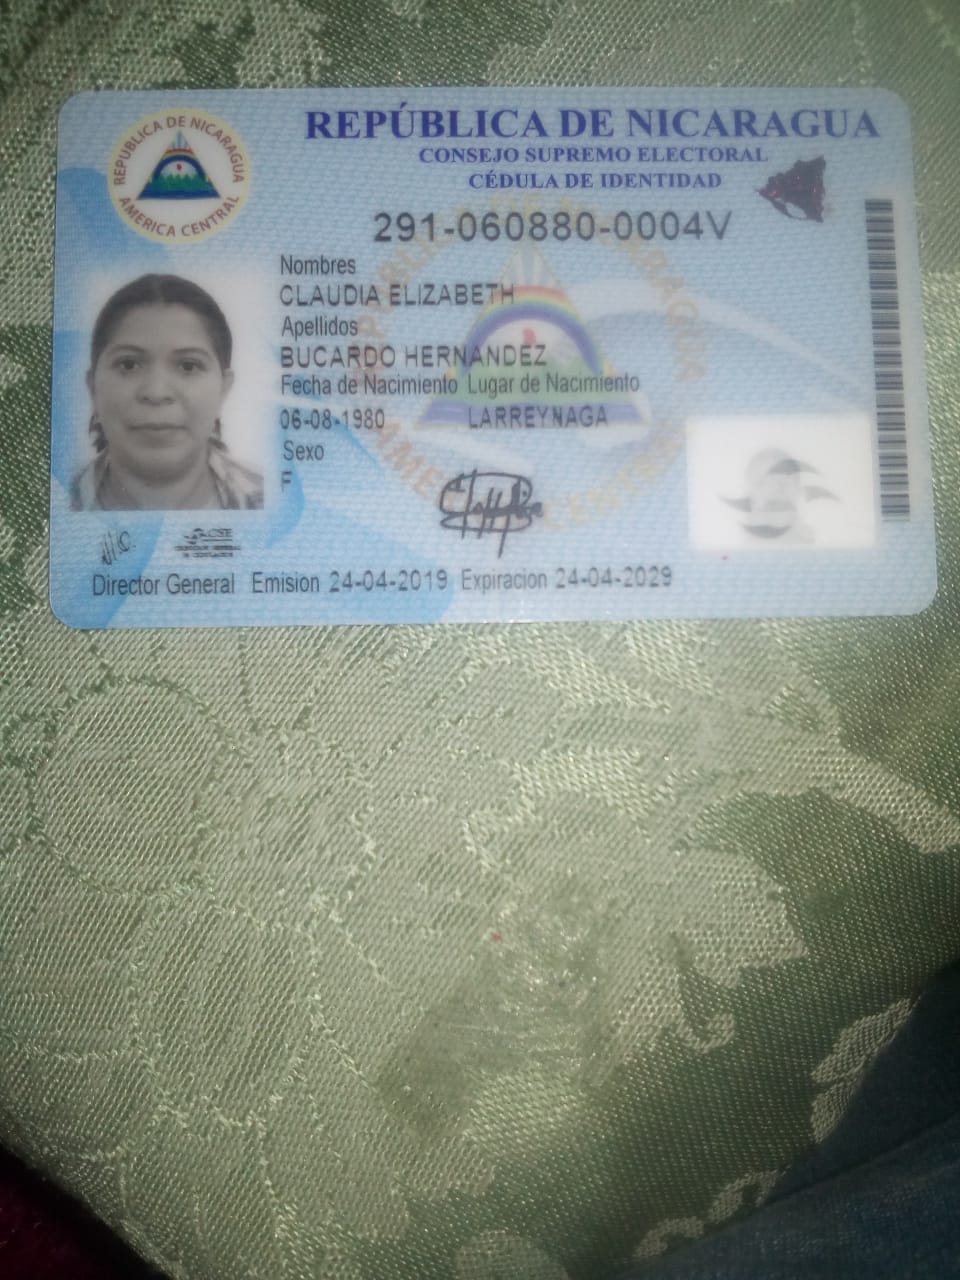 REPÚBLICA DE NICARAGUA
CONSEJO SUPREMO ELECTORAL
CÉDULA DE IDENTIDAD
REPÚBLICA DE NICARAGUA
AMERICA CENTRAL
291-060880-0004V
Nombres
CLAUDIA ELIZABETH
Apellidos
BUCARDO HERNANDEZ
Fecha de Nacimiento Lugar de Nacimiento
06-08-1980 LARREYNAGA
Sexo
F
CSE
Director General Emision 24-04-2019 Expiracion 24-04-2029